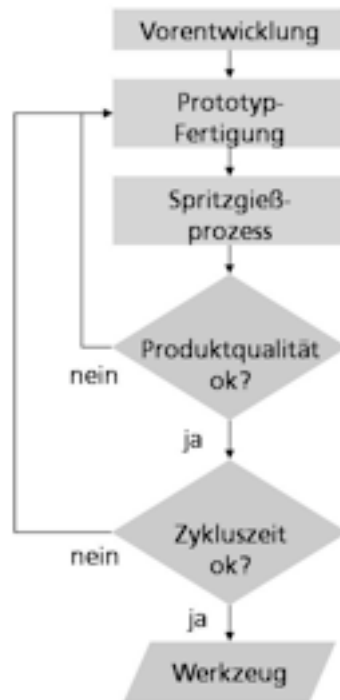 Vorentwicklung
Prototyp-
Fertigung
Spritzgieß-
prozess
Produktqualität
ok?
nein
ja
Zykluszeit
ok?
nein
ja
Werkzeug